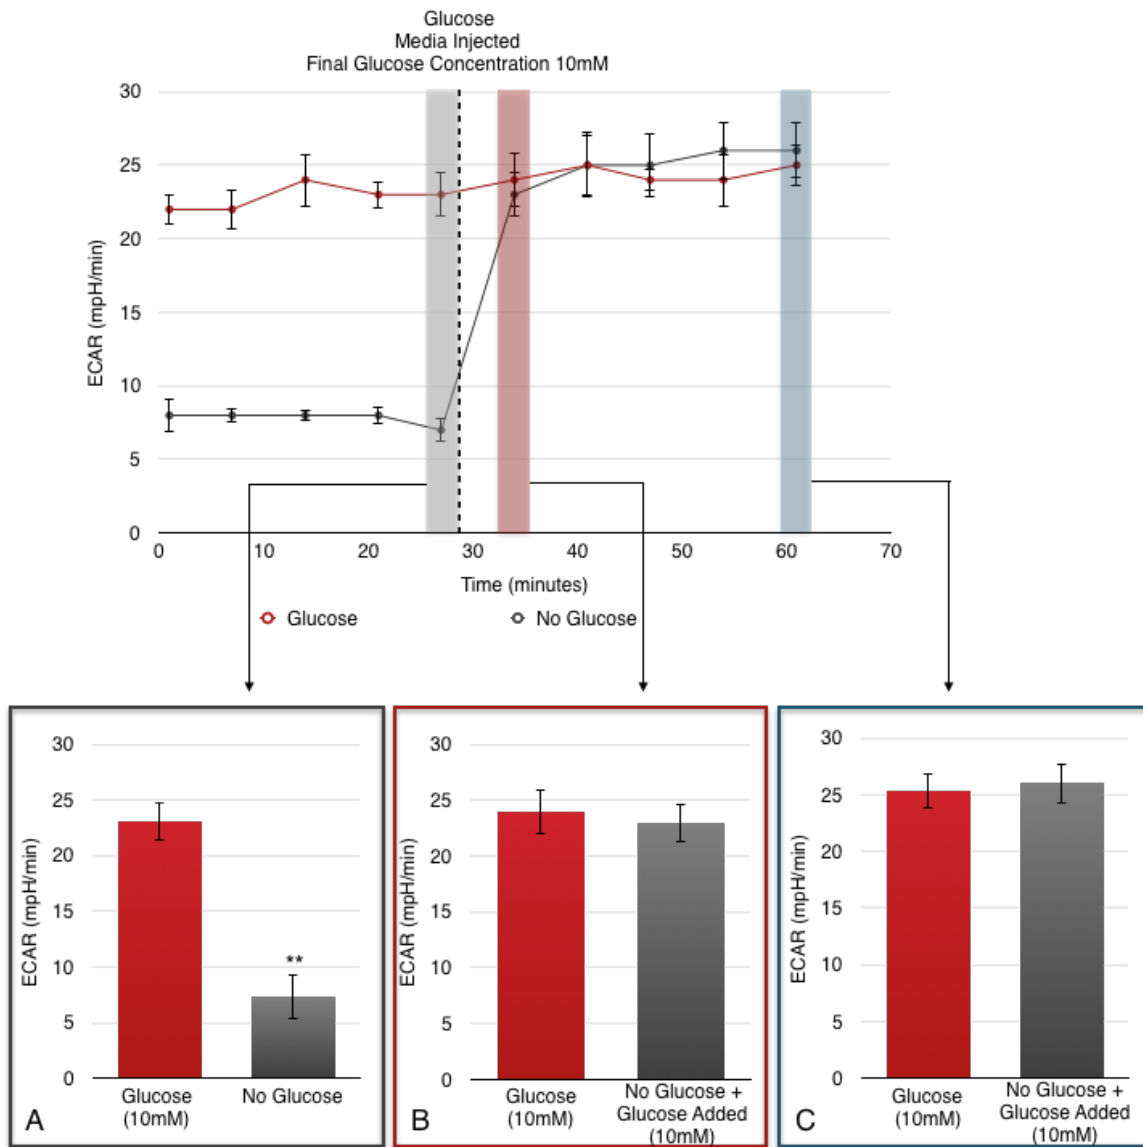 Glucose
Media Injected
Final Glucose Concentration 10mM
30
25
20
15
10
5
0
ECAR (mpH/min)
0 10 20 30 40 50 60 70
Time (minutes)
Glucose No Glucose
30
25
20
15
10
5
0
ECAR (mpH/min)
**
Glucose
(10mM)
No Glucose
A
30
25
20
15
10
5
0
ECAR (mpH/min)
Glucose
(10mM)
No Glucose +
Glucose Added
(10mM)
B
30
25
20
15
10
5
0
ECAR (mpH/min)
Glucose
(10mM)
No Glucose +
Glucose Added
(10mM)
C